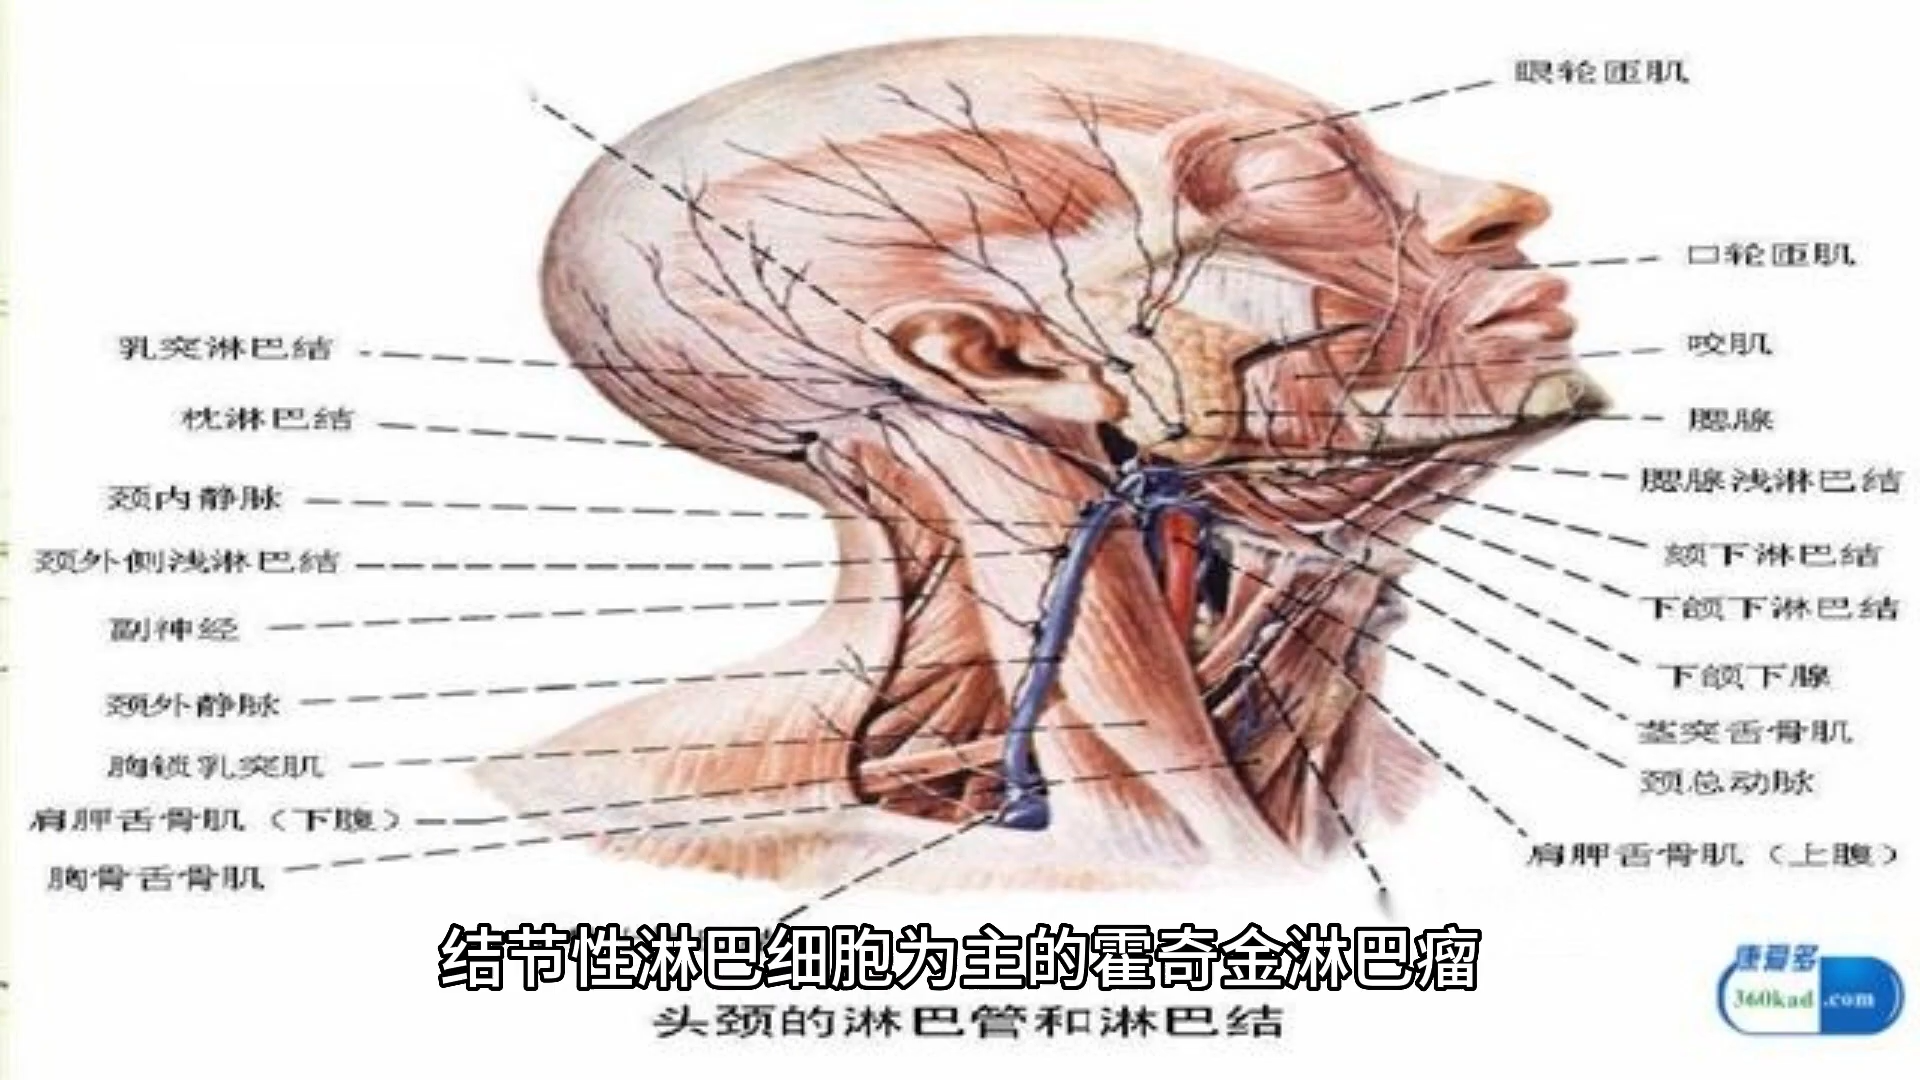 眼轮匝肌
口轮匝肌
咬肌
腮腺
腮腺浅淋巴结
颏下淋巴结
下颌下淋巴结
下颌下腺
茎突舌骨肌
颈总动脉
肩胛舌骨肌（上腹）
乳突淋巴结
枕淋巴结
颈内静脉
颈外侧浅淋巴结
副神经
颈外静脉
胸锁乳突肌
肩胛舌骨肌（下腹）
胸骨舌骨肌
结节性淋巴细胞为主的霍奇金淋巴瘤
头颈的淋巴管和淋巴结
康爱多
360kad.com